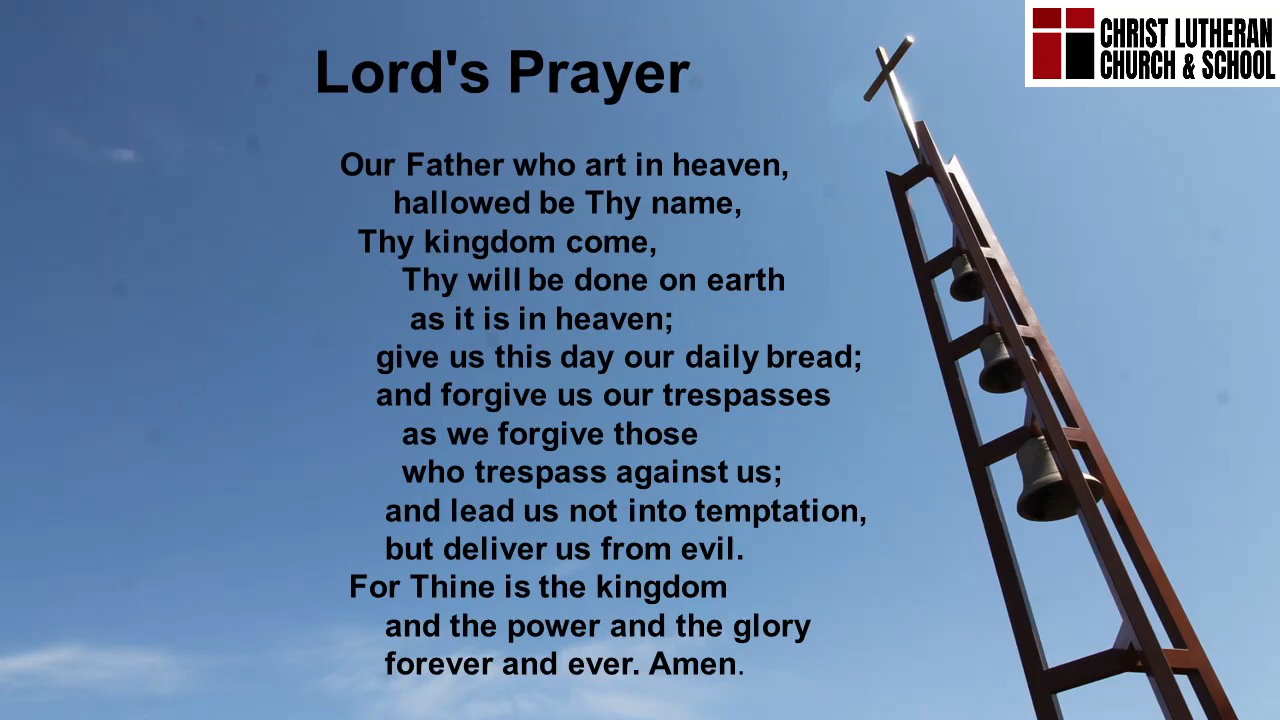 CHRIST LUTHERAN
CHURCH & SCHOOL
Lord's Prayer
Our Father who art in heaven,
hallowed be Thy name,
Thy kingdom come,
Thy will be done on earth
as it is in heaven;
give us this day our daily bread;
and forgive us our trespasses
as we forgive those
who trespass against us;
and lead us not into temptation,
but deliver us from evil.
For Thine is the kingdom
and the power and the glory
forever and ever. Amen.